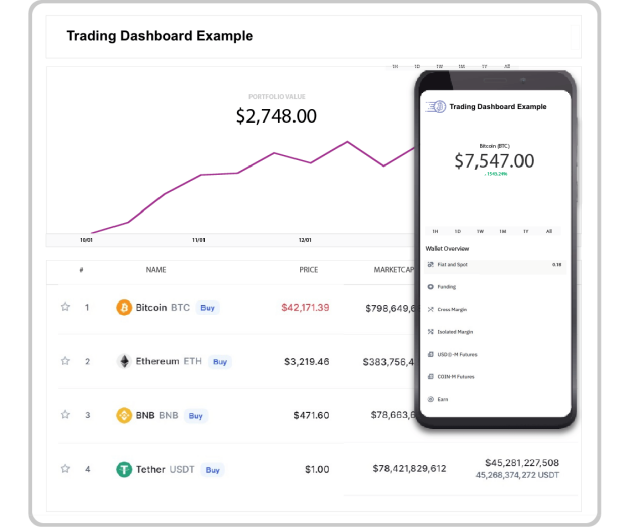 Trading Dashboard Example
1H 1D 1W 1M 1Y All
PORTFOLIO VALUE
$2,748.00
10/01 11/01 12/01
# NAME PRICE MARKETCAP
1 Bitcoin BTC Buy $42,171.39 $798,649,6
2 Ethereum ETH Buy $3,219.46 $383,756,4
3 BNB BNB Buy $471.60 $78,663,6
4 Tether USDT Buy $1.00 $78,421,829,612 $45,281,227,508
45,266,374,272 USDT
Trading Dashboard Example
Bitcoin (BTC)
$7,547.00
1H 1D 1W 1M 1Y All
Wallet Overview
Fiat and Spot 0.18
Funding
Cross Margin
Isolated Margin
USDⓈ-M Futures
COIN-M Futures
Earn